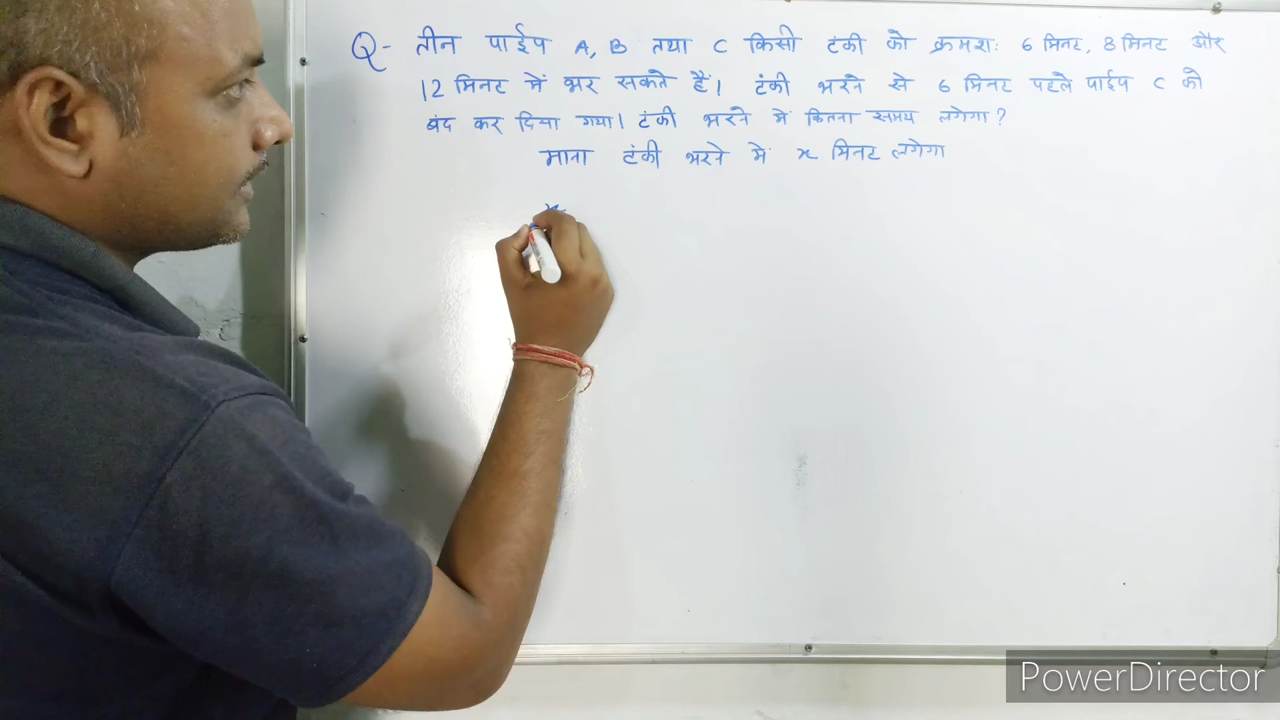 Q- तीन पाईप A, B तथा C किसी टंकी को क्रमशः 6 मिनट, 8 मिनट और
12 मिनट में भर सकते हैं। टंकी भरने से 6 मिनट पहले पाईप C को
बंद कर दिया गया। टंकी भरने में कितना समय लगेगा?
माना टंकी भरने में x मिनट लगेगा
x
PowerDirector